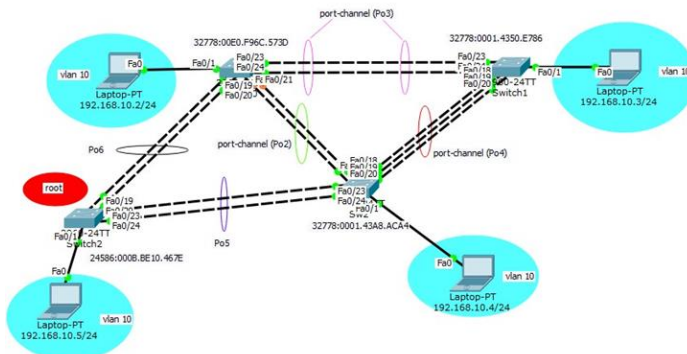 port-channel (Po3)
32778:00E0.F96C.573D
32778:0001.4350.E786
vlan 10
Fa0
Fa0/1
Fa0/23
Fa0/24
Fa0/21
Fa0/19
Fa0/20
Laptop-PT
192.168.10.2/24
Fa0/23
Fa0/19
Fa0/20
Fa0/1
Switch1
Fa0
Laptop-PT
192.168.10.3/24
Po6
port-channel (Po2)
port-channel (Po4)
root
Fa0/19
Fa0/23
Fa0/24
Fa0/1
Switch2
24586:000B.BE10.467E
Po5
Fa0/18
Fa0/19
Fa0/20
Fa0/23
Fa0/24
Fa0/1
32778:0001.43A8.ACA4
Fa0
vlan 10
Laptop-PT
192.168.10.5/24
Fa0
vlan 10
Laptop-PT
192.168.10.4/24